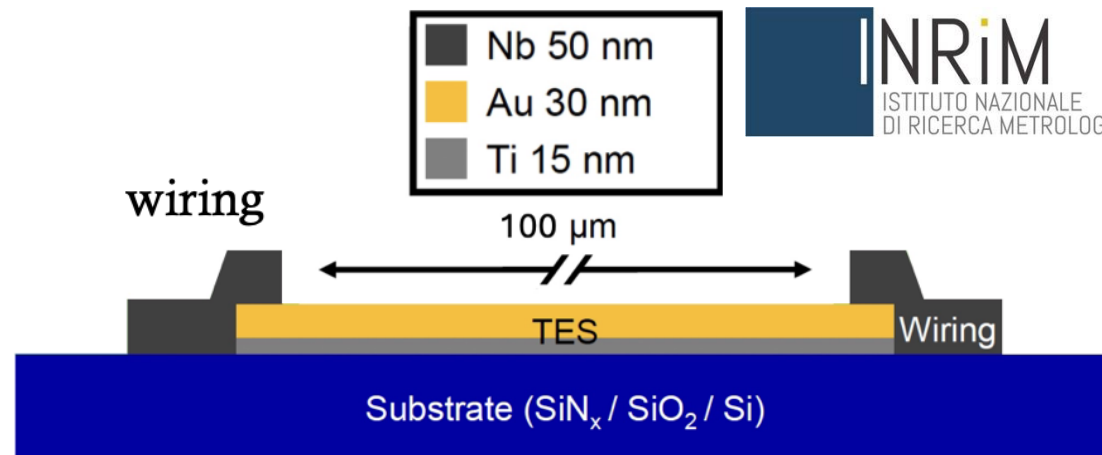 Nb 50 nm
Au 30 nm
Ti 15 nm
INRiM
ISTITUTO NAZIONALE
DI RICERCA METROLOG
wiring
100 μm
TES
Wiring
Substrate (SiNₓ / SiO₂ / Si)